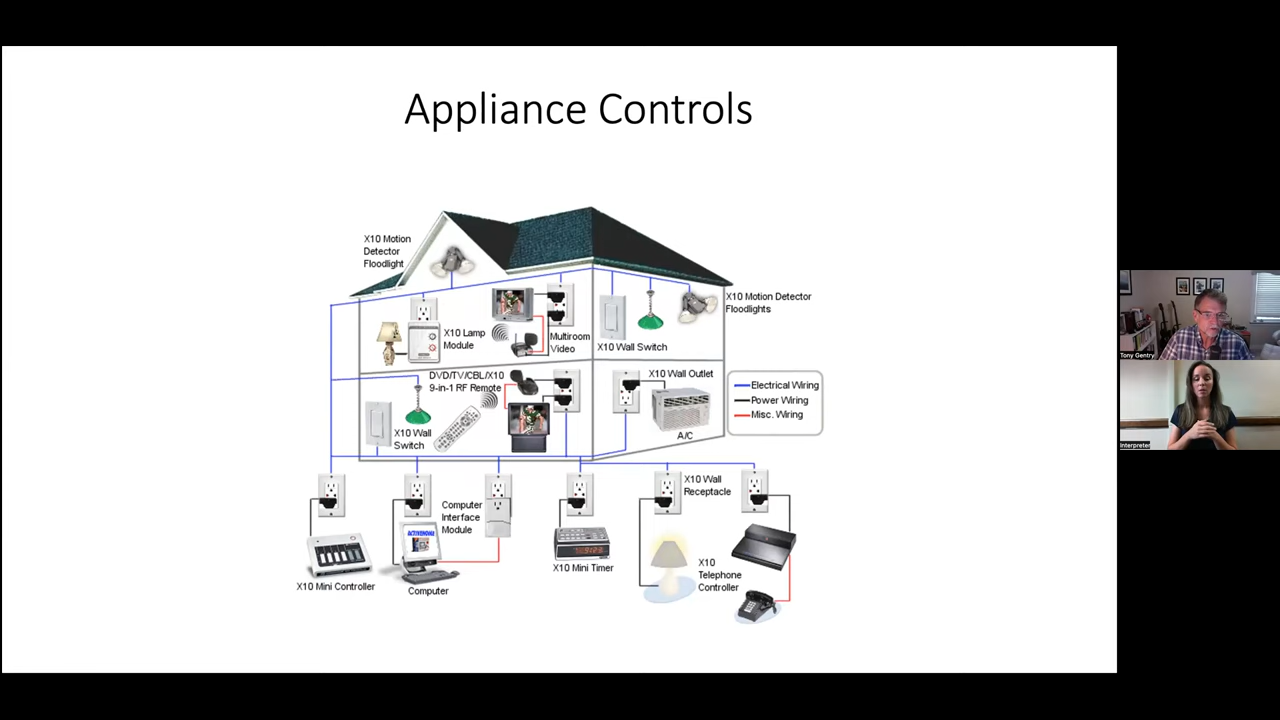 Appliance Controls
X10 Motion
Detector
Floodlight
X10 Motion Detector
Floodlights
X10 Lamp
Module
Multiroom
Video
X10 Wall Switch
DVD/TV/CBL/X10
9-in-1 RF Remote
X10 Wall Outlet
A/C
X10 Wall
Switch
Electrical Wiring
Power Wiring
Misc. Wiring
Computer
Interface
Module
X10 Wall
Receptacle
X10 Mini Controller
Computer
X10 Mini Timer
X10
Telephone
Controller
Tony Gentry
Interpreter